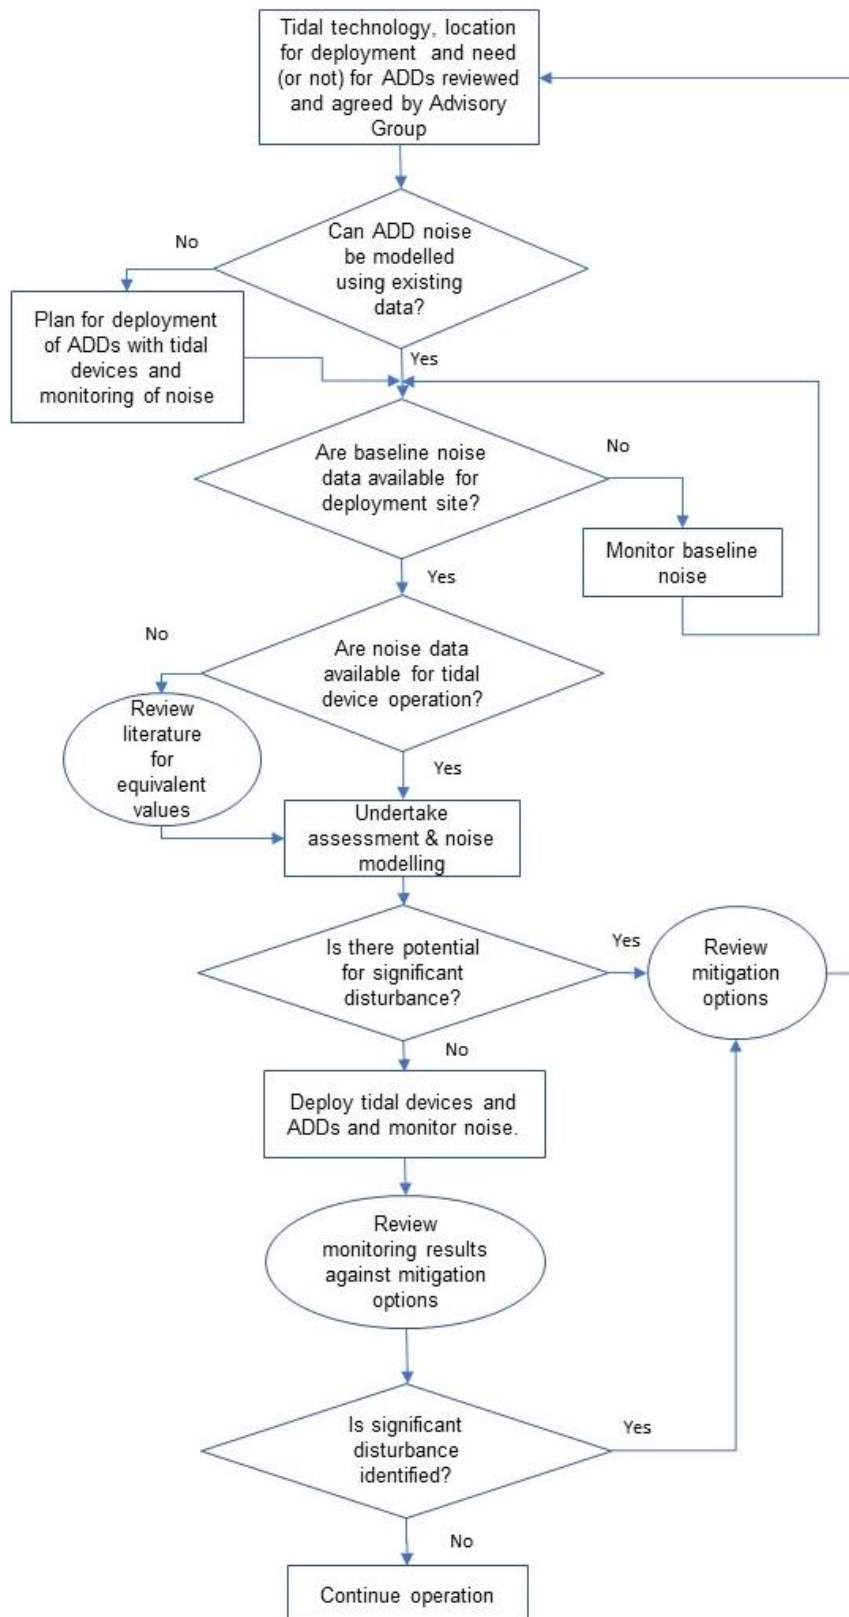 Tidal technology, location
for deployment and need
(or not) for ADDs reviewed
and agreed by Advisory
Group
Can ADD noise
be modelled
using existing
data?
No
Plan for deployment
of ADDs with tidal
devices and
monitoring of noise
Yes
Are baseline noise
data available for
deployment site?
No
Monitor baseline
noise
Yes
Are noise data
available for tidal
device operation?
No
Review
literature
for
equivalent
values
Yes
Undertake
assessment & noise
modelling
Is there potential
for significant
disturbance?
Yes
Review
mitigation
options
No
Deploy tidal devices and
ADDs and monitor noise.
Review
monitoring results
against mitigation
options
Is significant
disturbance
identified?
Yes
No
Continue operation